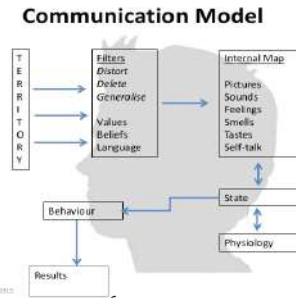 Communication Model
TERRITORY
Filters
Distort
Delete
Generalise
Values
Beliefs
Language
Internal Map
Pictures
Sounds
Feelings
Smells
Tastes
Self-talk
State
Behaviour
Physiology
Results